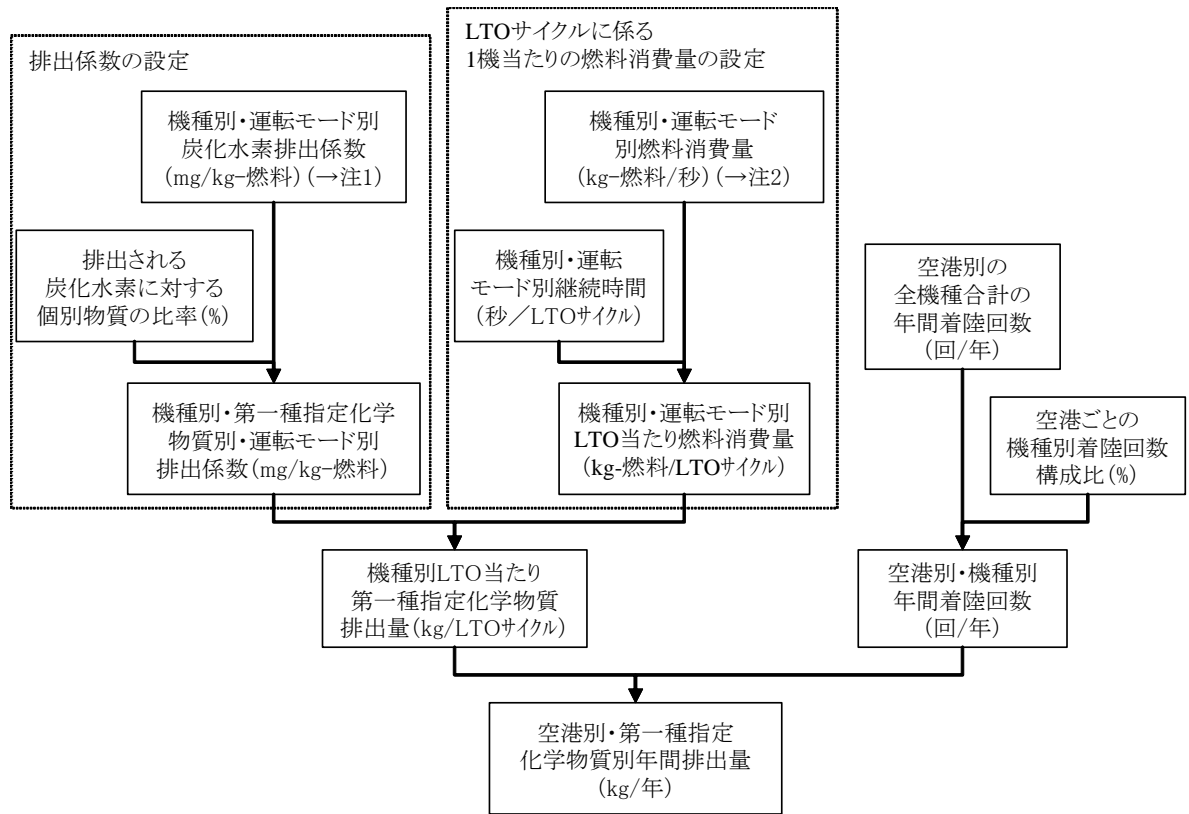 排出係数の設定
機種別・運転モード別
炭化水素排出係数
(mg/kg-燃料)(→注1)
排出される
炭化水素に対する
個別物質の比率(%)
機種別・第一種指定化学
物質別・運転モード別
排出係数(mg/kg-燃料)
LTOサイクルに係る
1機当たりの燃料消費量の設定
機種別・運転モード
別燃料消費量
(kg-燃料/秒)(→注2)
機種別・運転
モード別継続時間
(秒／LTOサイクル)
機種別・運転モード別
LTO当たり燃料消費量
(kg-燃料/LTOサイクル)
空港別の
全機種合計の
年間着陸回数
(回/年)
空港ごとの
機種別着陸回数
構成比(%)
機種別LTO当たり
第一種指定化学物質
排出量(kg/LTOサイクル)
空港別・機種別
年間着陸回数
(回/年)
空港別・第一種指定
化学物質別年間排出量
(kg/年)